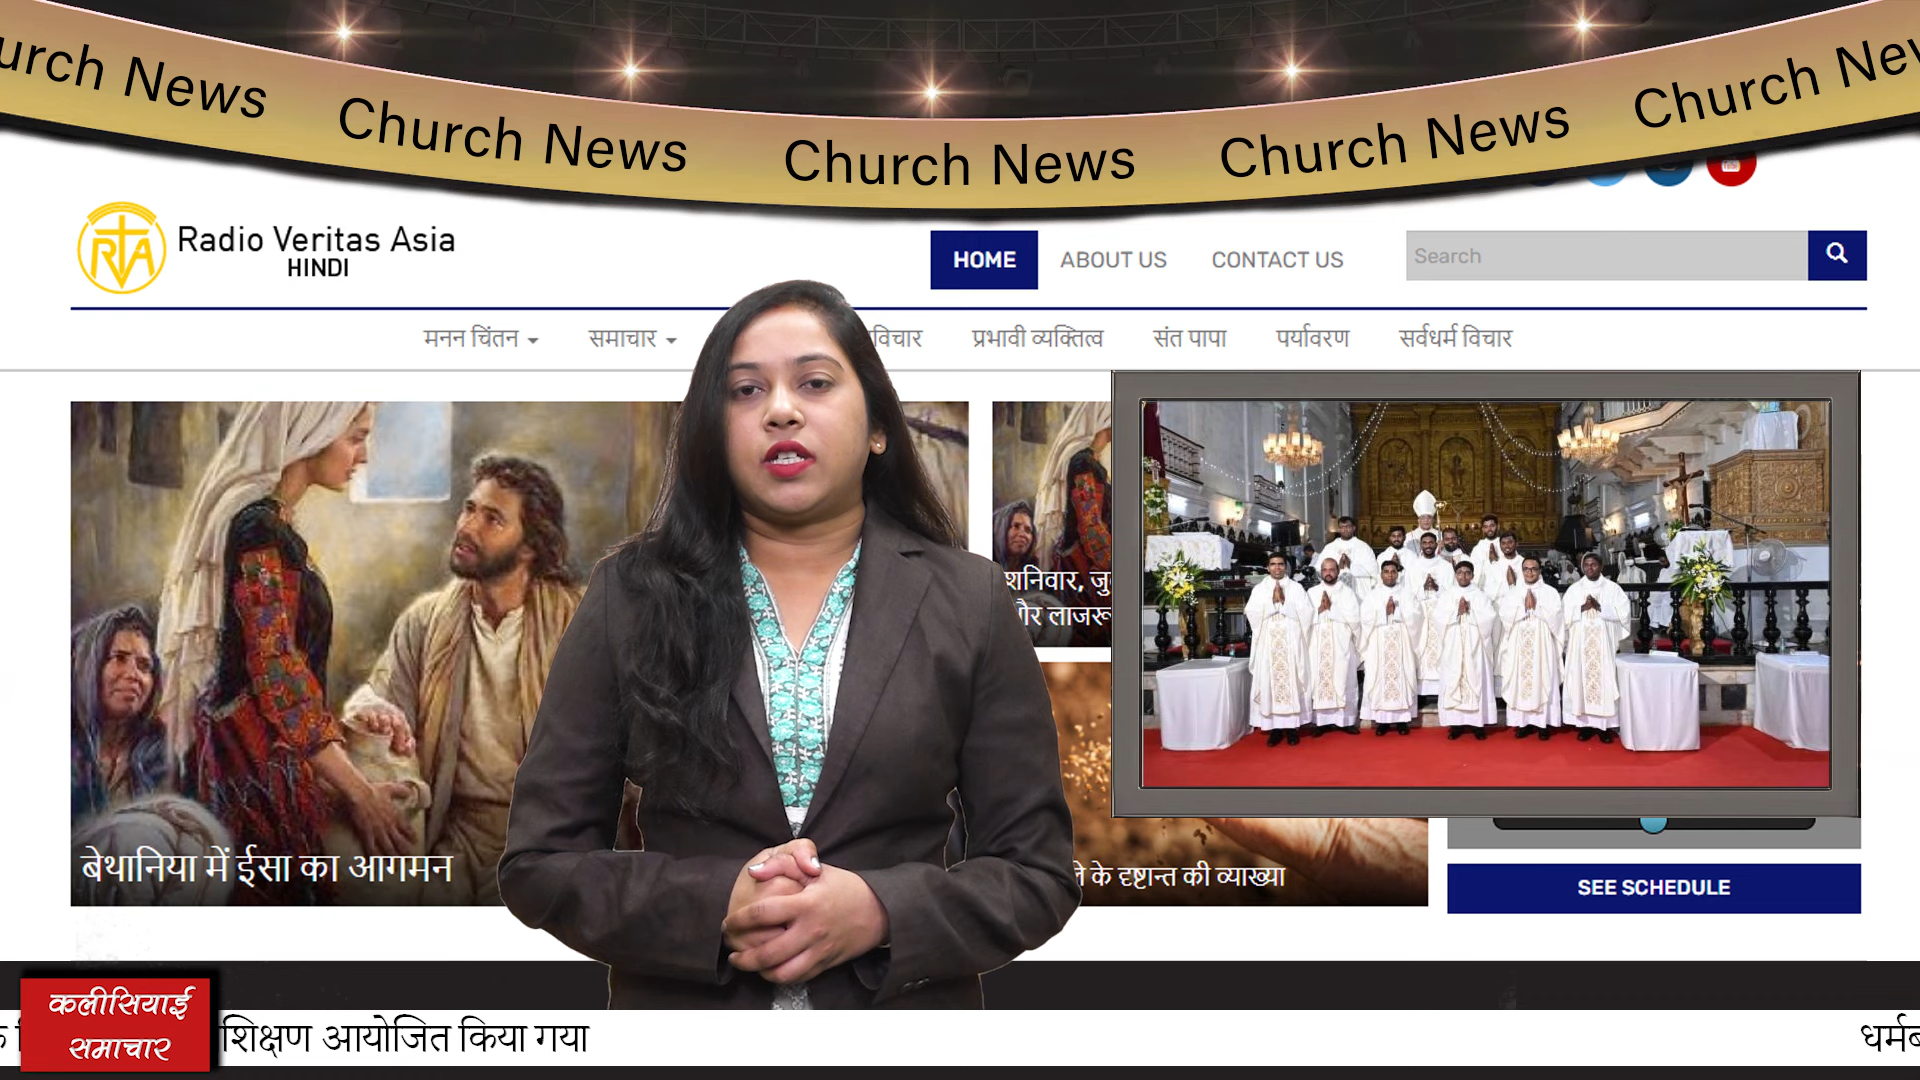 Church News
Church News
Church News
Church News
Church
Radio Veritas Asia
HINDI
HOME
ABOUT US
CONTACT US
Search
मनन चिंतन
समाचार
विचार
प्रभावी व्यक्तित्व
संत पापा
पर्यावरण
सर्वधर्म विचार
शनिवार,
बेथानिया में ईसा का आगमन
के दृष्टान्त की व्याख्या
SEE SCHEDULE
कलीसियाई
समाचार
आयोजित किया गया